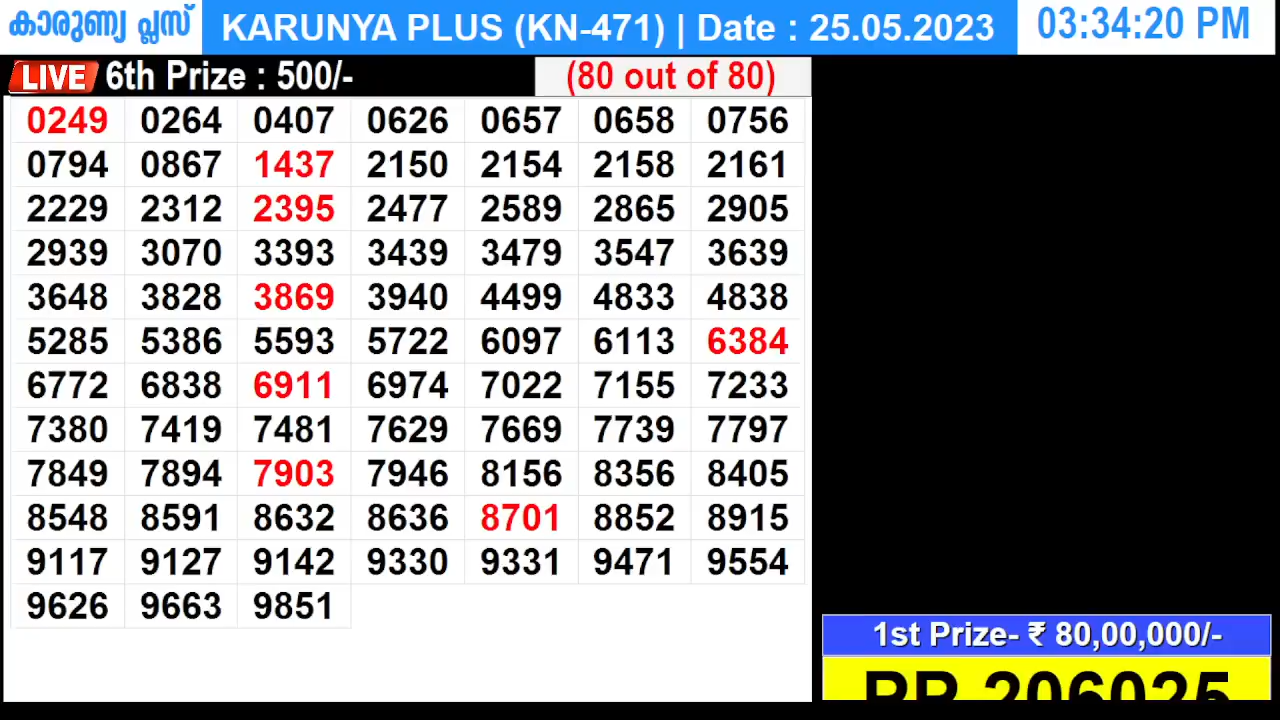 കാരുണ്യ പ്ലസ് KARUNYA PLUS (KN-471) | Date : 25.05.2023 03:34:20 PM
LIVE 6th Prize : 500/- (80 out of 80)
0249 0264 0407 0626 0657 0658 0756
0794 0867 1437 2150 2154 2158 2161
2229 2312 2395 2477 2589 2865 2905
2939 3070 3393 3439 3479 3547 3639
3648 3828 3869 3940 4499 4833 4838
5285 5386 5593 5722 6097 6113 6384
6772 6838 6911 6974 7022 7155 7233
7380 7419 7481 7629 7669 7739 7797
7849 7894 7903 7946 8156 8356 8405
8548 8591 8632 8636 8701 8852 8915
9117 9127 9142 9330 9331 9471 9554
9626 9663 9851
1st Prize- ₹ 80,00,000/-
206025